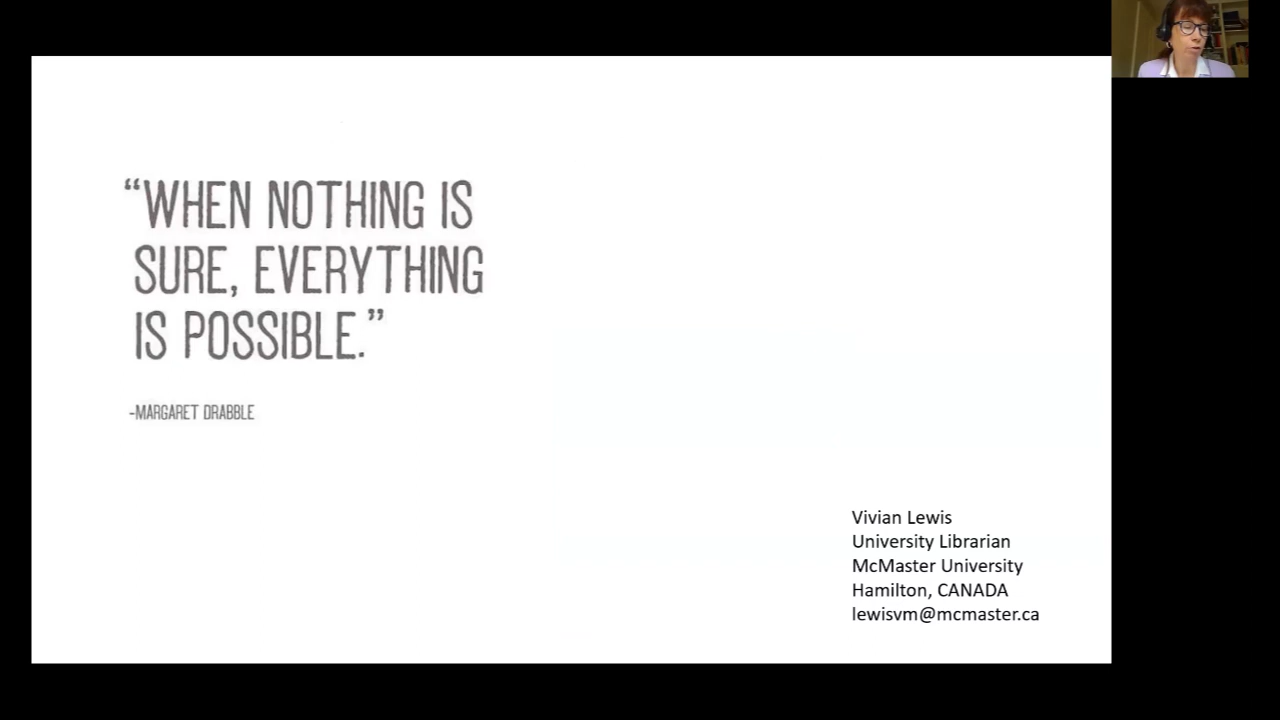 “WHEN NOTHING IS
SURE, EVERYTHING
IS POSSIBLE.”
-MARGARET DRABBLE
Vivian Lewis
University Librarian
McMaster University
Hamilton, CANADA
lewisvm@mcmaster.ca